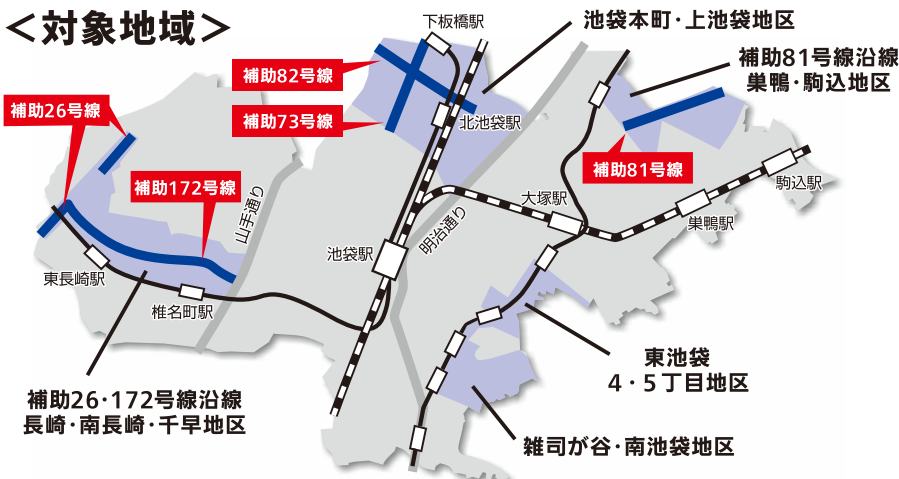 ＜対象地域＞
下板橋駅
池袋本町・上池袋地区
補助82号線
補助81号線沿線
巣鴨・駒込地区
補助26号線
補助73号線
北池袋駅
補助81号線
補助172号線
駒込駅
大塚駅
山手通り
明治通り
巣鴨駅
池袋駅
東長崎駅
椎名町駅
東池袋
4・5丁目地区
補助26・172号線沿線
長崎・南長崎・千早地区
雑司が谷・南池袋地区